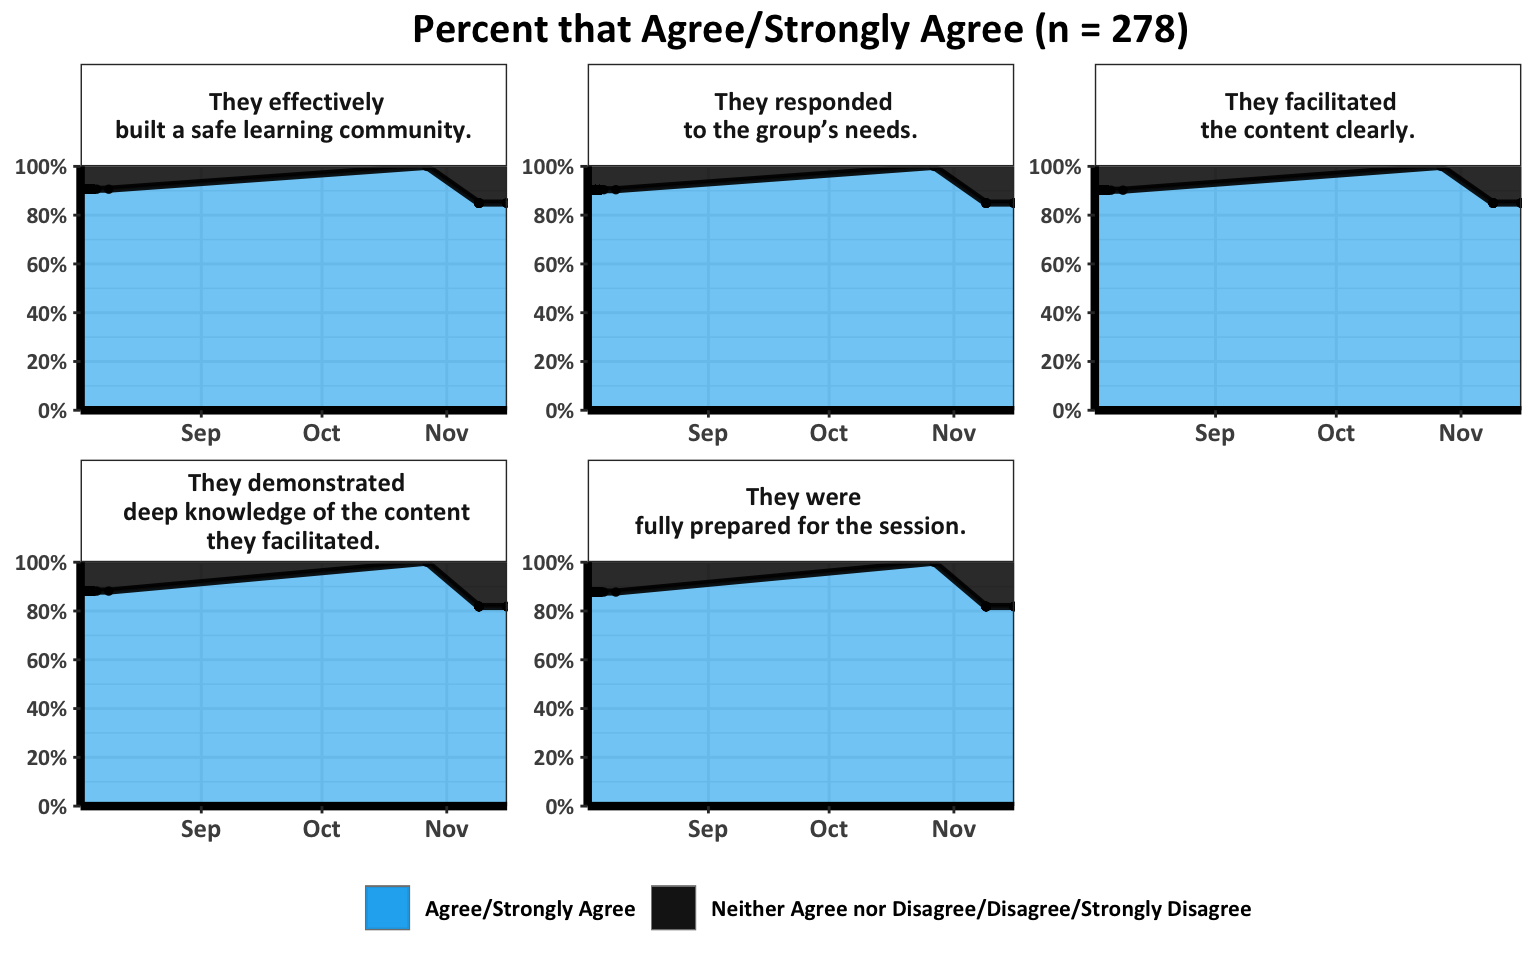 Percent that Agree/Strongly Agree (n = 278)
They effectively
built a safe learning community.
They responded
to the group’s needs.
They facilitated
the content clearly.
100%
80%
60%
40%
20%
0%
Sep Oct Nov
100%
80%
60%
40%
20%
0%
Sep Oct Nov
100%
80%
60%
40%
20%
0%
Sep Oct Nov
They demonstrated
deep knowledge of the content
they facilitated.
They were
fully prepared for the session.
100%
80%
60%
40%
20%
0%
Sep Oct Nov
100%
80%
60%
40%
20%
0%
Sep Oct Nov
Agree/Strongly Agree
Neither Agree nor Disagree/Disagree/Strongly Disagree